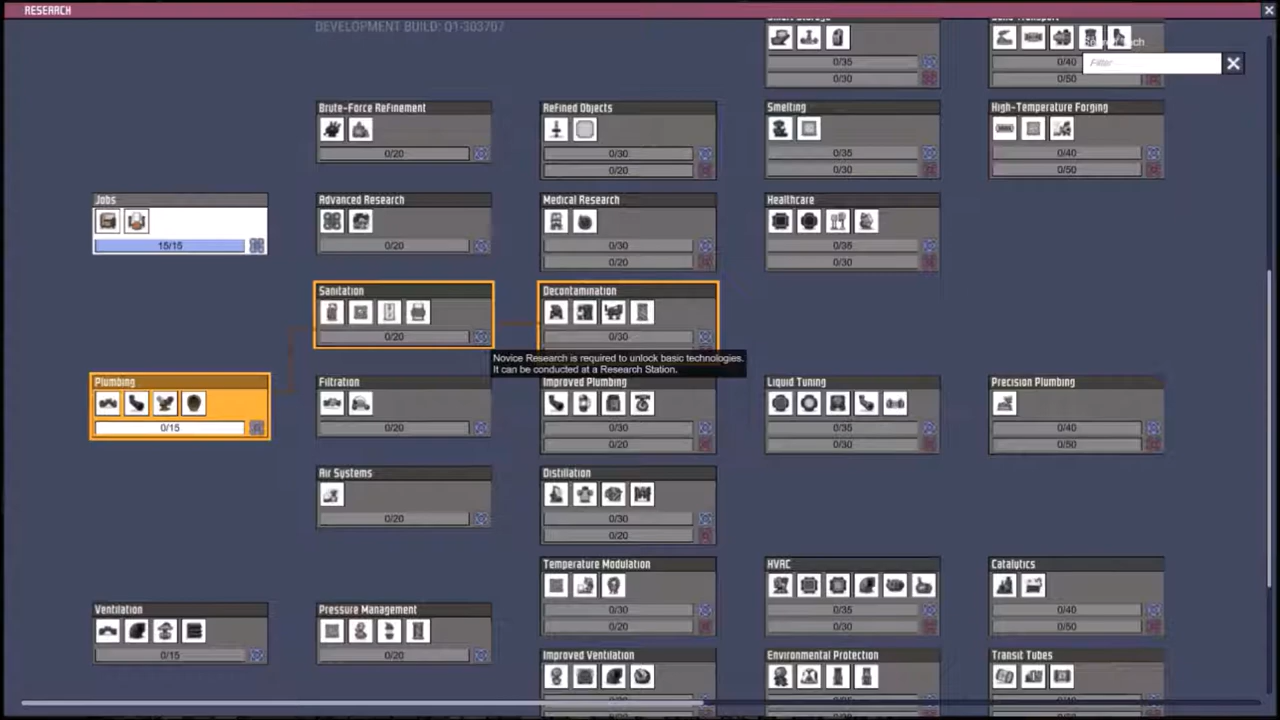 RESEARCH
DEVELOPMENT BUILD: Q1-303707
0/35
0/30
0/40
0/50
Filter...
Brute-Force Refinement
0/20
Refined Objects
0/30
0/20
Smelting
0/35
0/30
High-Temperature Forging
0/40
0/50
Jobs
15/15
Advanced Research
0/20
Medical Research
0/30
0/20
Healthcare
0/35
0/30
Sanitation
0/20
Decontamination
0/30
Novice Research is required to unlock basic technologies.
It can be conducted at a Research Station.
Plumbing
0/15
Filtration
0/20
Improved Plumbing
0/30
0/20
Liquid Tuning
0/35
0/30
Precision Plumbing
0/40
0/50
Air Systems
0/20
Distillation
0/30
0/20
Temperature Modulation
0/30
0/20
HVAC
0/35
0/30
Catalytics
0/40
0/50
Ventilation
0/15
Pressure Management
0/20
Improved Ventilation
Environmental Protection
Transit Tubes